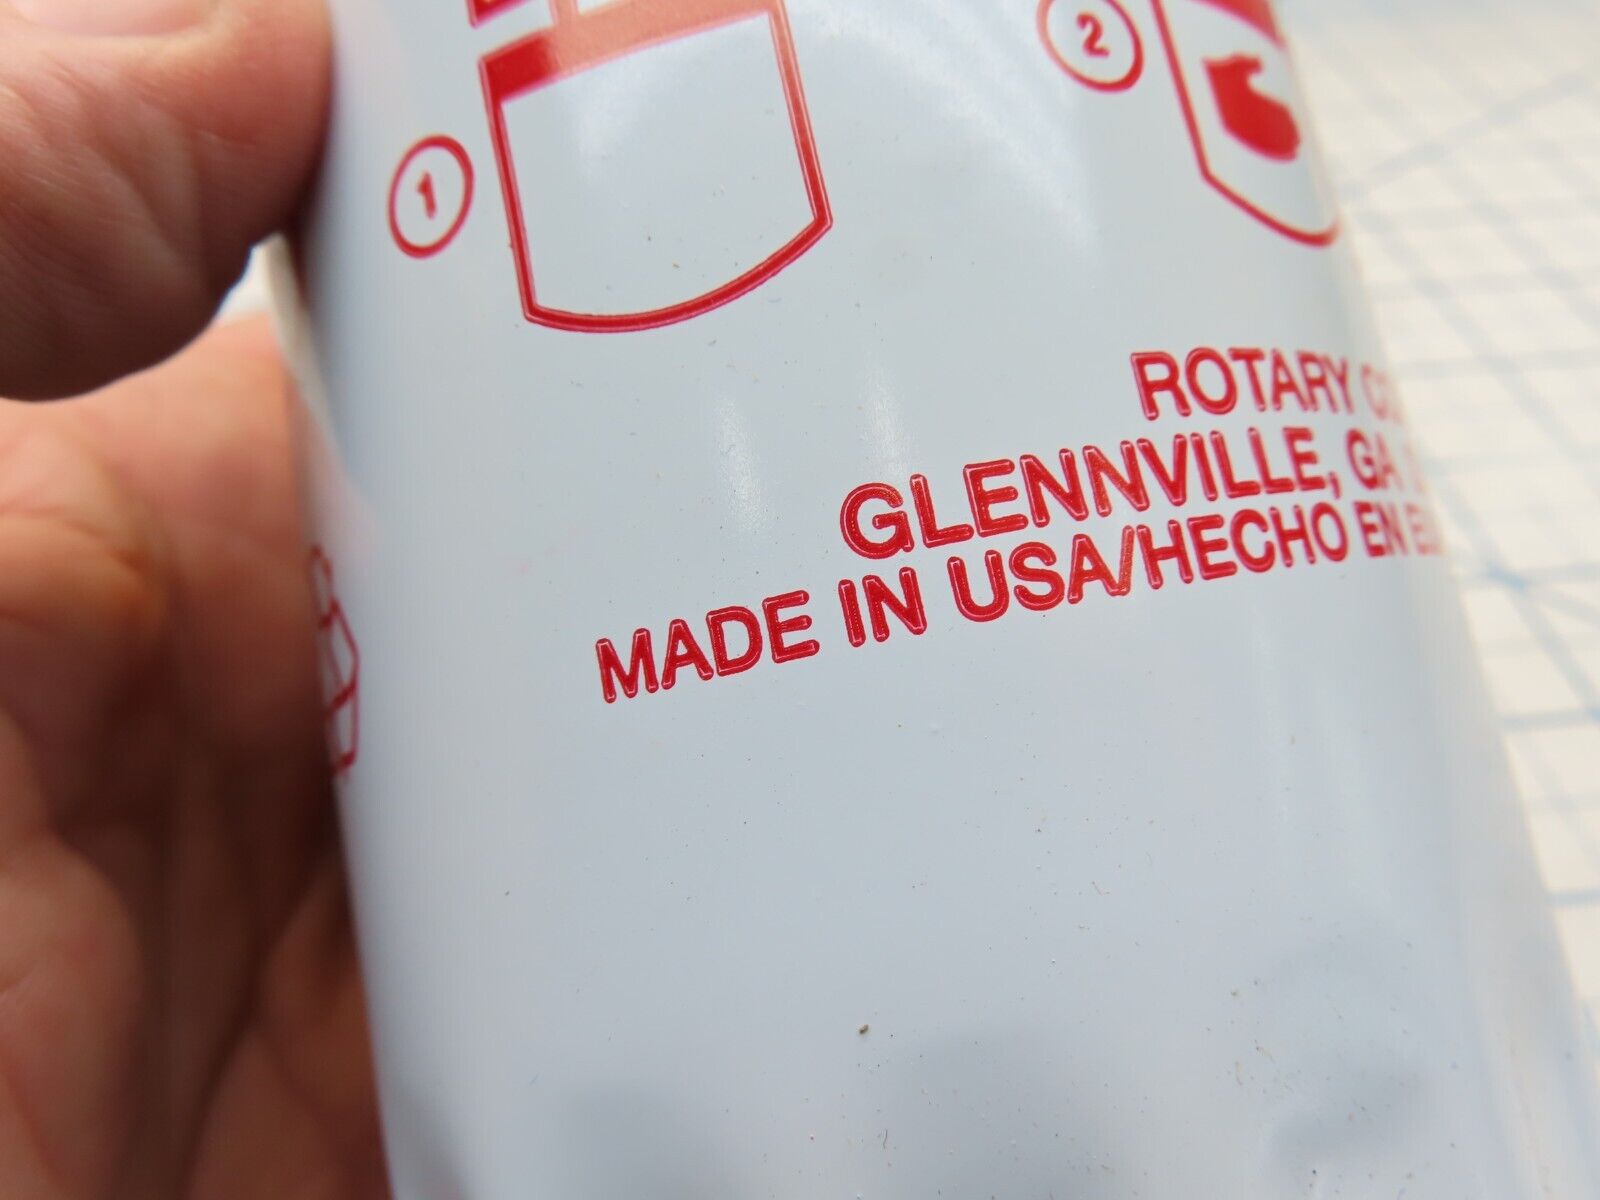 1
2
ROTARY
GLENNVILLE, GA
MADE IN USA/HECHO EN